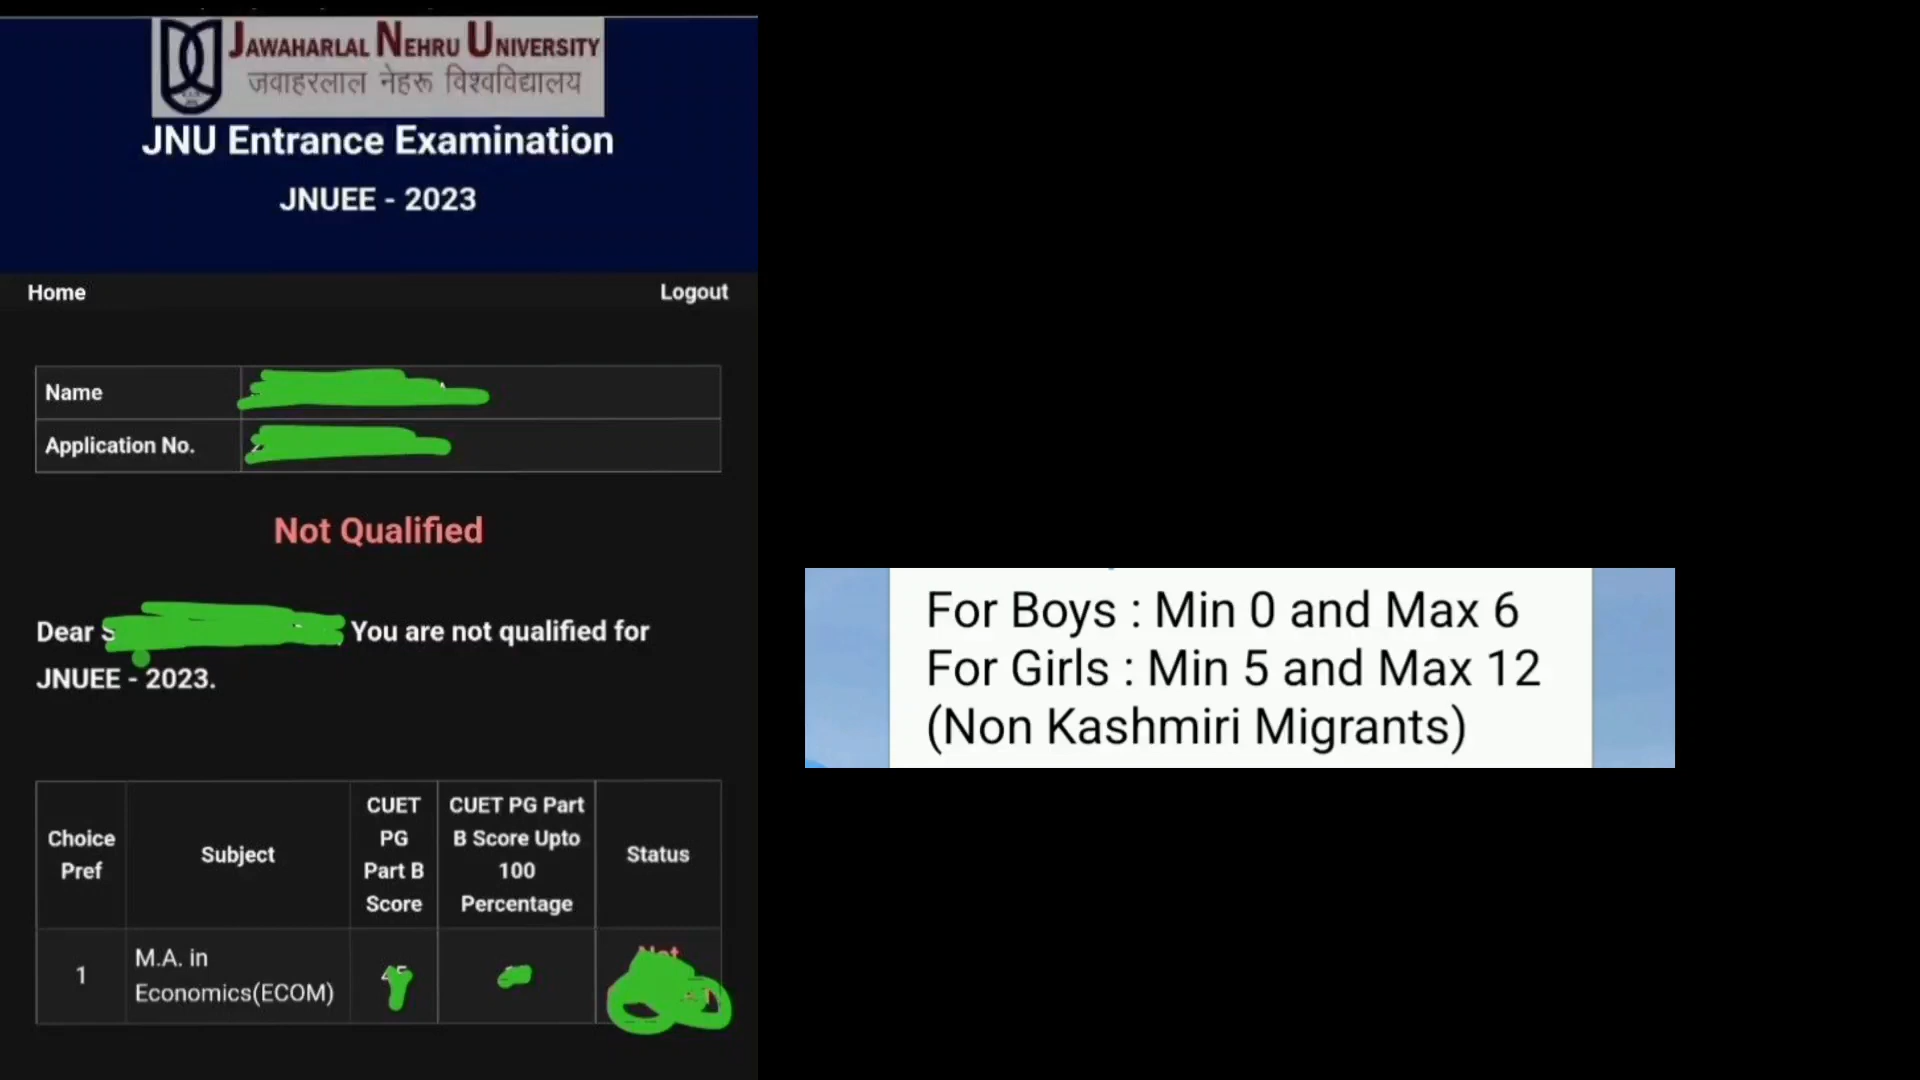 JAWAHARLAL NEHRU UNIVERSITY
जवाहरलाल नेहरू विश्वविद्यालय
JNU Entrance Examination
JNUEE - 2023
Home
Logout
Name
Application No.
Not Qualified
Dear
You are not qualified for
JNUEE - 2023.
Choice
Pref
Subject
CUET
PG
Part B
Score
CUET PG Part
B Score Upto
100
Percentage
Status
1
M.A. in
Economics(ECOM)
For Boys : Min 0 and Max 6
For Girls : Min 5 and Max 12
(Non Kashmiri Migrants)